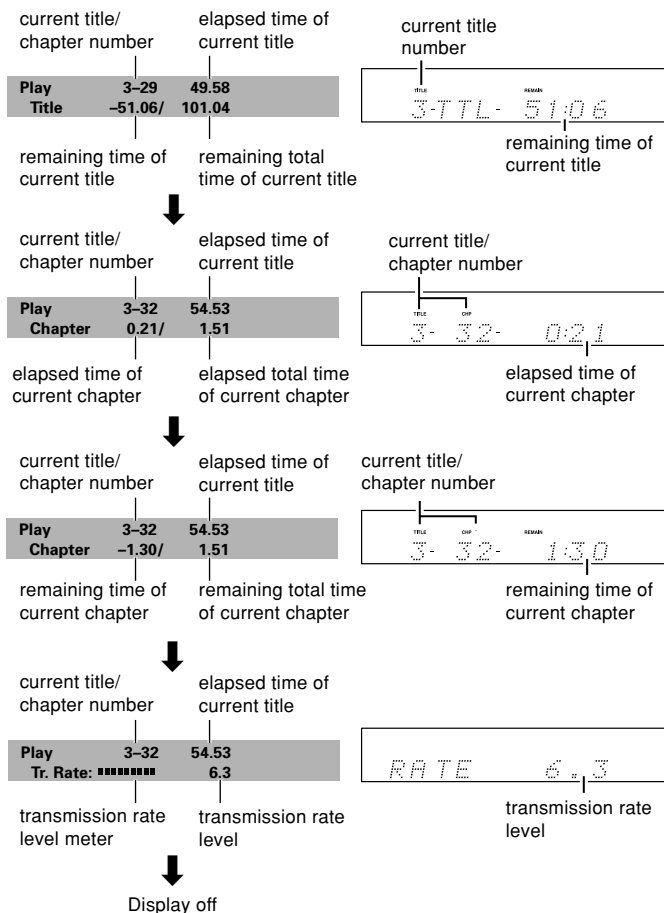 current title/
chapter number
elapsed time of
current title
current title
number
Play 3–29 49.58
Title –51.06/ 101.04
TITLE REMAIN
3-TTL- 51:06
remaining time of
current title
remaining total
time of current title
remaining time of
current title
current title/
chapter number
elapsed time of
current title
current title/
chapter number
Play 3–32 54.53
Chapter 0.21/ 1.51
TITLE CHP
3- 32- 0:21
elapsed time of
current chapter
elapsed total time
of current chapter
elapsed time of
current chapter
current title/
chapter number
elapsed time of
current title
current title/
chapter number
Play 3–32 54.53
Chapter –1.30/ 1.51
TITLE CHP REMAIN
3- 32- 1:30
remaining time of
current chapter
remaining total time
of current chapter
remaining time of
current chapter
current title/
chapter number
elapsed time of
current title
Play 3–32 54.53
Tr. Rate: 6.3
RATE 6.3
transmission rate
level meter
transmission rate
level
transmission rate
level
Display off